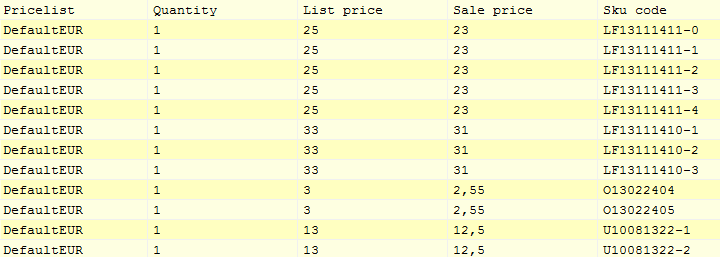 Pricelist Quantity List price Sale price Sku code
DefaultEUR 1 25 23 LF13111411-0
DefaultEUR 1 25 23 LF13111411-1
DefaultEUR 1 25 23 LF13111411-2
DefaultEUR 1 25 23 LF13111411-3
DefaultEUR 1 25 23 LF13111411-4
DefaultEUR 1 33 31 LF13111410-1
DefaultEUR 1 33 31 LF13111410-2
DefaultEUR 1 33 31 LF13111410-3
DefaultEUR 1 3 2,55 O13022404
DefaultEUR 1 3 2,55 O13022405
DefaultEUR 1 13 12,5 U10081322-1
DefaultEUR 1 13 12,5 U10081322-2